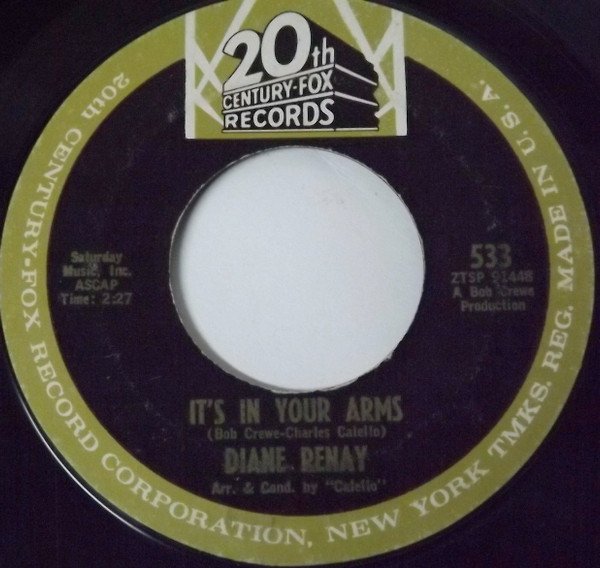 20th
CENTURY-FOX
RECORDS
20th CENTURY-FOX RECORD CORPORATION, NEW YORK TMKS. REG. MADE IN U.S.A.
Saturday
Music, Inc.
ASCAP
Time: 2:27
533
ZTSP 91448
A Bob Crewe
Production
IT'S IN YOUR ARMS
(Bob Crewe-Charles Calello)
DIANE RENAY
Arr. & Cond. by "Calello"